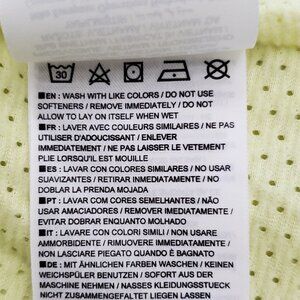 30
■EN : WASH WITH LIKE COLORS / DO NOT USE
SOFTENERS / REMOVE IMMEDIATELY / DO NOT
ALLOW TO LAY ON ITSELF WHEN WET
■FR : LAVER AVEC COULEURS SIMILAIRES / NE PAS
UTILISER D'ADOUCISSANT / ENLEVER
IMMEDIATEMENT / NE PAS LAISSER LE VETEMENT
PLIE LORSQU'IL EST MOUILLE
■ES : LAVAR CON COLORES SIMILARES / NO USAR
SUAVIZANTES / RETIRAR INMEDIATAMENTE / NO
DOBLAR LA PRENDA MOJADA
■PT : LAVAR COM CORES SEMELHANTES / NÃO
USAR AMACIADORES / REMOVER IMEDIATAMENTE /
EVITAR DOBRAR ENQUANTO MOLHADO
■IT : LAVARE CON COLORI SIMILI / NON USARE
AMMORBIDENTE / RIMUOVERE IMMEDIATAMENTE /
NON LASCIARE PIEGATO QUANDO È BAGNATO
■DE : MIT ÄHNLICHEN FARBEN WASCHEN / KEINEN
WEICHSPÜLER BENUTZEN / SOFORT AUS DER
MASCHINE NEHMEN / NASSES KLEIDUNGSSTÜCK